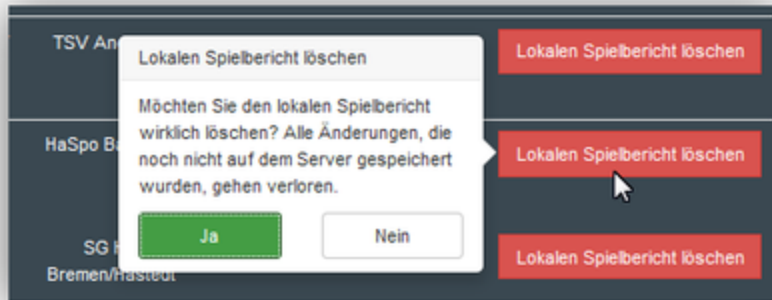 TSV An
Lokalen Spielbericht löschen
Lokalen Spielbericht löschen
Möchten Sie den lokalen Spielbericht
wirklich löschen? Alle Änderungen, die
noch nicht auf dem Server gespeichert
wurden, gehen verloren.
Ja
Nein
HaSpo Ba
Lokalen Spielbericht löschen
SG
Bremen/Hastedt
Lokalen Spielbericht löschen